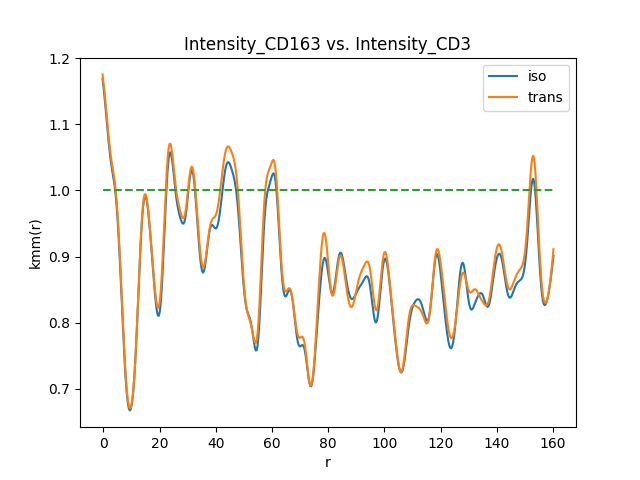 Intensity_CD163 vs. Intensity_CD3
iso
trans
kmm(r)
1.2
1.1
1.0
0.9
0.8
0.7
0 20 40 60 80 100 120 140 160
r